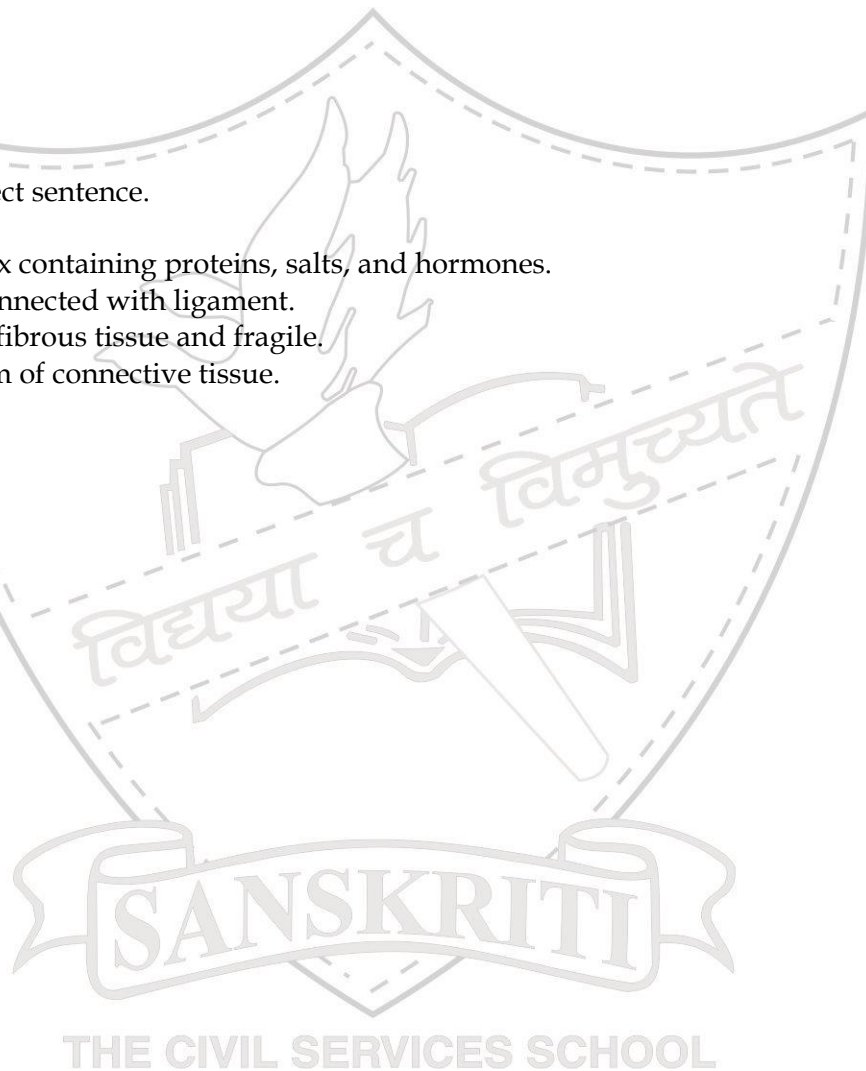 ect sentence.
x containing proteins, salts, and hormones.
nnected with ligament.
fibrous tissue and fragile.
m of connective tissue.
विद्यया च विमुच्यते
SANSKRITI
THE CIVIL SERVICES SCHOOL